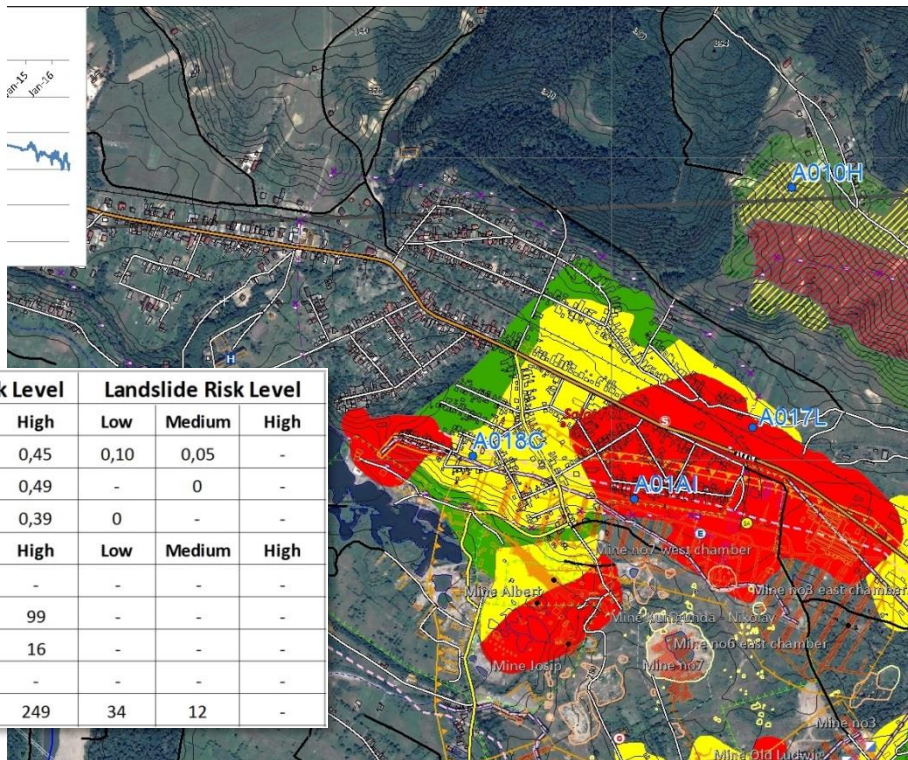 Jan-16
A010H
H
k Level Landslide Risk Level
High Low Medium High
0,45 0,10 0,05 -
0,49 - 0
0,39 0 - -
High Low Medium High
- - - -
99 - - -
16 - - -
- - - -
249 34 12 -
S
A017L
A018C
A01AI
E
Mine no7 west chamber
Mine no3 east chamber
Mine Albert
Mine no6 east chamber
Mine Iosip
Mine no7
Mine no3
Mine Old Ludwig